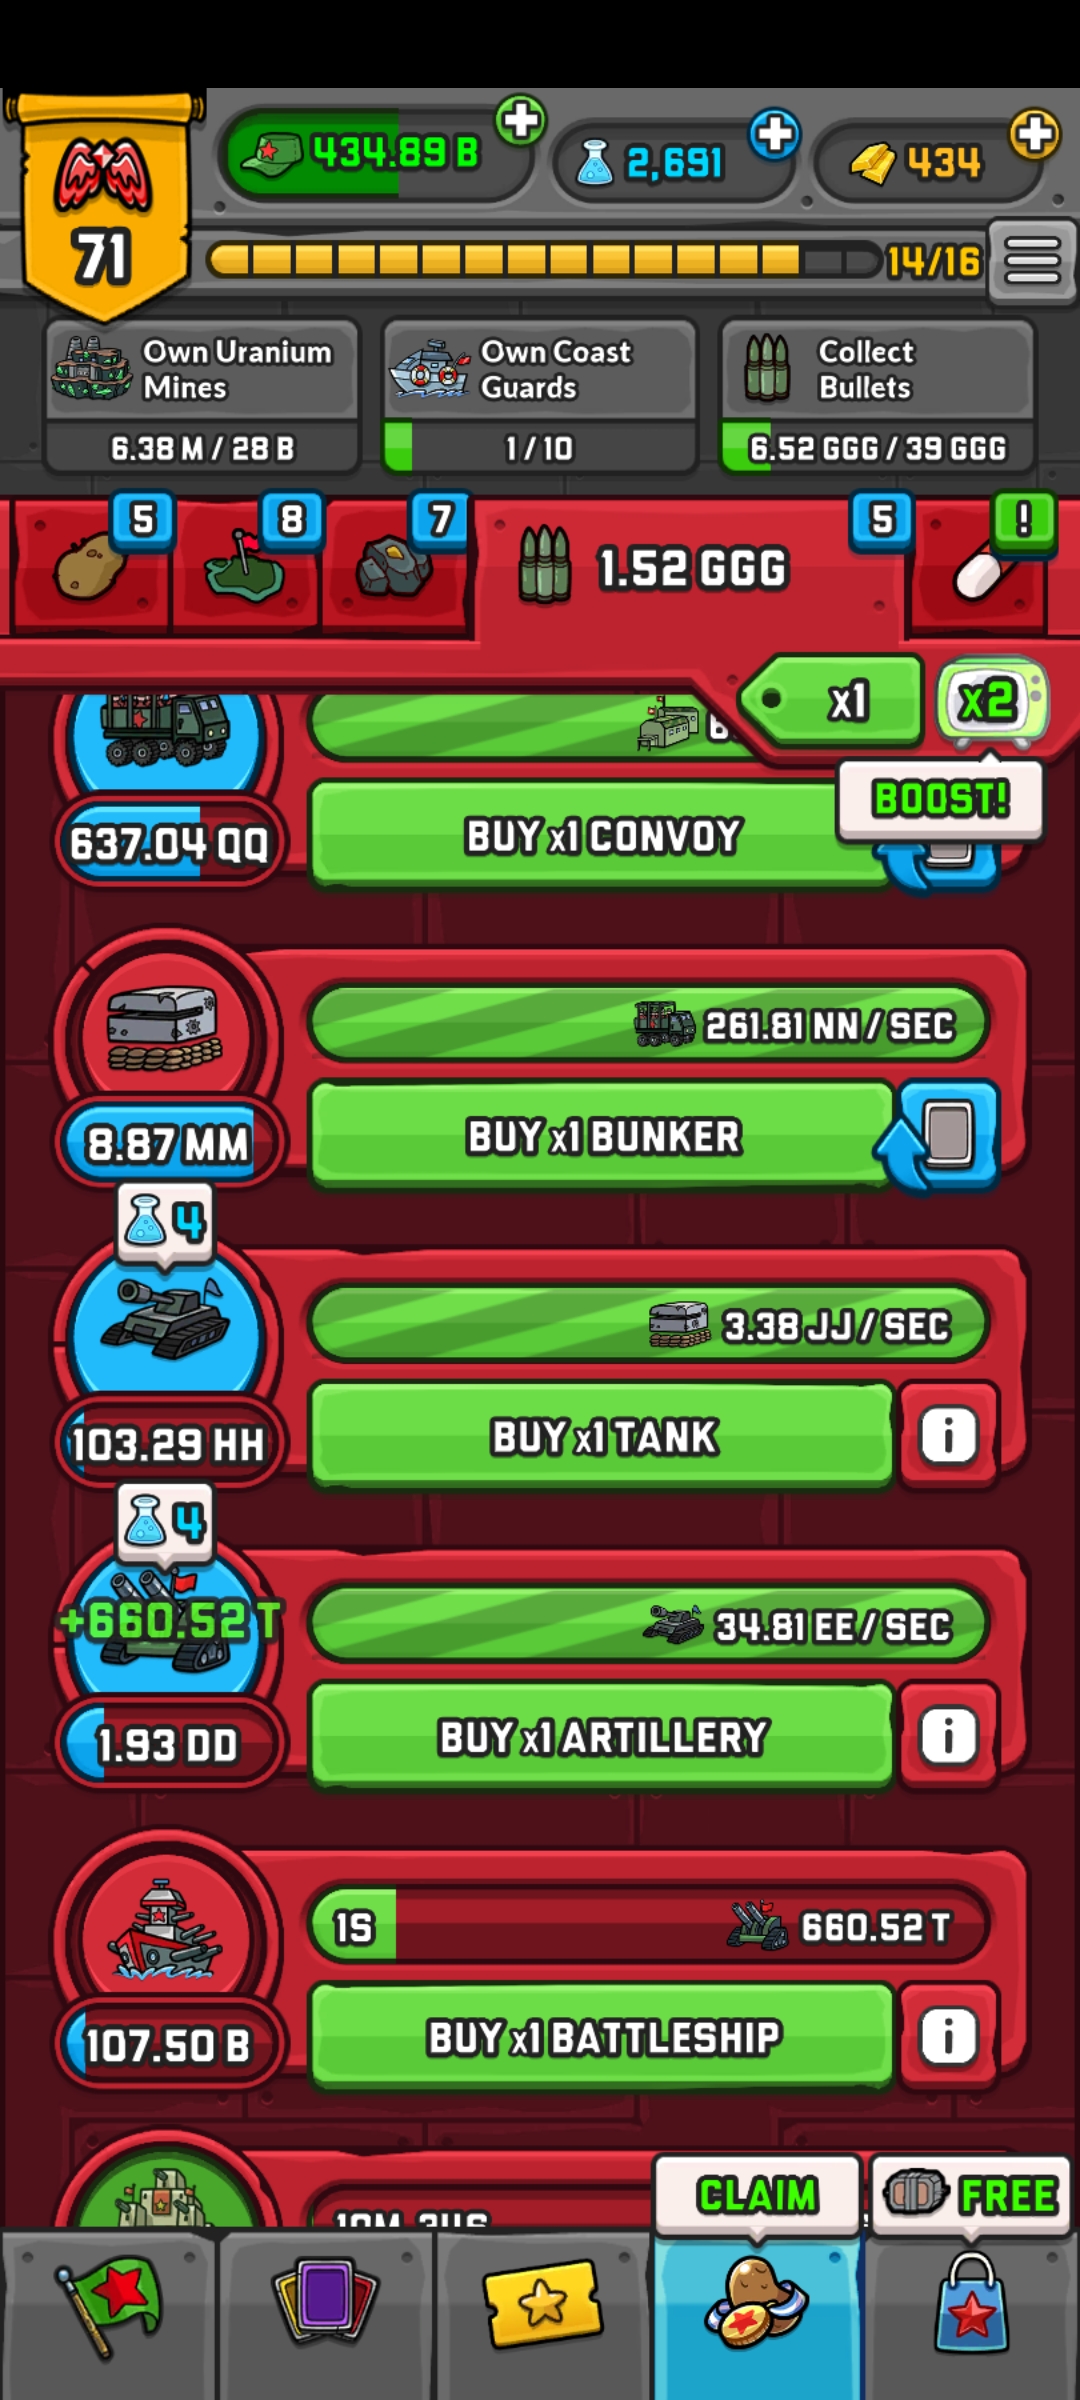 434.89 B
2,691
434
71
14/16
Own Uranium
Mines
6.38 M / 28 B
Own Coast
Guards
1 / 10
Collect
Bullets
6.52 GGG / 39 GGG
5
8
7
1.52 GGG
5
!
x1
x2
BOOST!
637.04 QQ
BUY x1 CONVOY
261.81 NN / SEC
8.87 MM
BUY x1 BUNKER
4
3.38 JJ / SEC
103.29 HH
BUY x1 TANK
i
4
+660.52 T
34.81 EE / SEC
1.93 DD
BUY x1 ARTILLERY
i
1S
660.52 T
107.50 B
BUY x1 BATTLESHIP
i
CLAIM
FREE